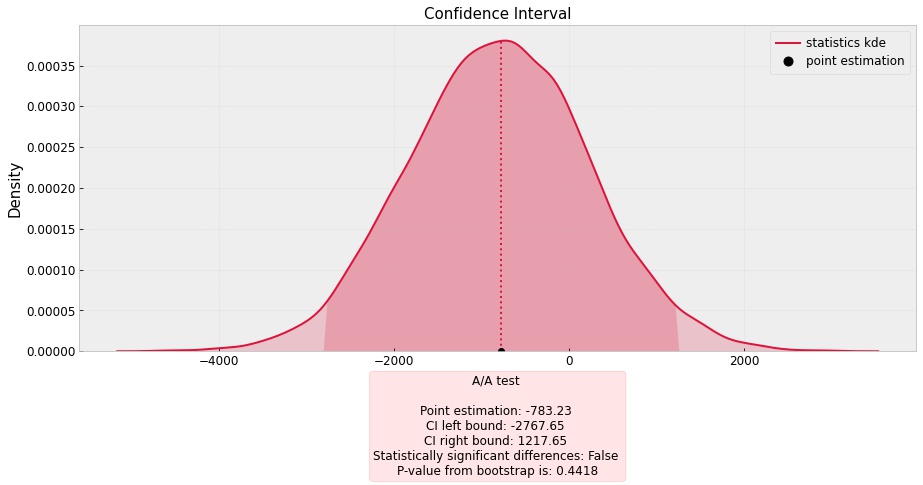 Confidence Interval
statistics kde
point estimation
Density
0.00035
0.00030
0.00025
0.00020
0.00015
0.00010
0.00005
0.00000
−4000
−2000
0
2000
A/A test
Point estimation: -783.23
CI left bound: -2767.65
CI right bound: 1217.65
Statistically significant differences: False
P-value from bootstrap is: 0.4418